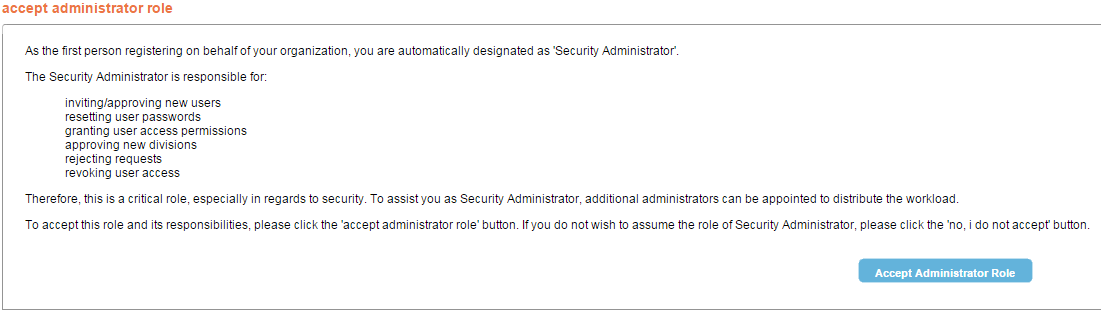 accept administrator role
As the first person registering on behalf of your organization, you are automatically designated as 'Security Administrator'.
The Security Administrator is responsible for:
inviting/approving new users
resetting user passwords
granting user access permissions
approving new divisions
rejecting requests
revoking user access
Therefore, this is a critical role, especially in regards to security. To assist you as Security Administrator, additional administrators can be appointed to distribute the workload.
To accept this role and its responsibilities, please click the 'accept administrator role' button. If you do not wish to assume the role of Security Administrator, please click the 'no, i do not accept' button.
Accept Administrator Role